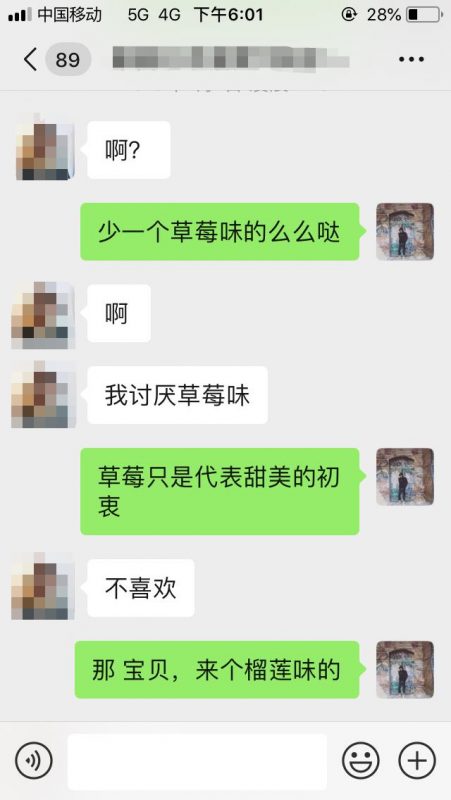 中国移动 5G 4G 下午6:01 28%
89
啊?
少一个草莓味的么么哒
啊
我讨厌草莓味
草莓只是代表甜美的初
衷
不喜欢
那 宝贝，来个榴莲味的